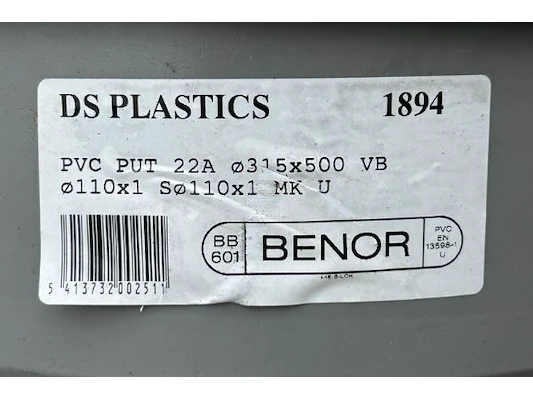 DS PLASTICS 1894
PVC PUT 22A ø315x500 VB
ø110x1 Sø110x1 MK U
BB
601
BENOR
PVC
EN
13598-1
U
5 413732 002511